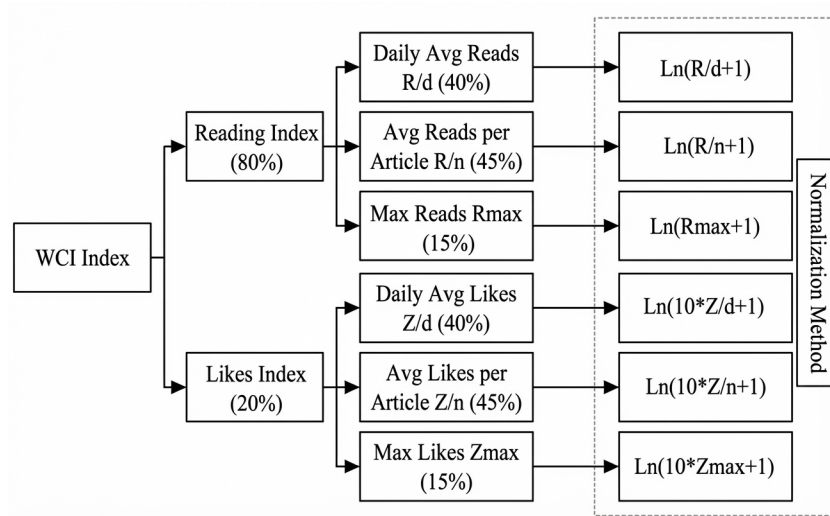 WCI Index
Reading Index
(80%)
Likes Index
(20%)
Daily Avg Reads
R/d (40%)
Avg Reads per
Article R/n (45%)
Max Reads Rmax
(15%)
Daily Avg Likes
Z/d (40%)
Avg Likes per
Article Z/n (45%)
Max Likes Zmax
(15%)
Ln(R/d+1)
Ln(R/n+1)
Ln(Rmax+1)
Ln(10*Z/d+1)
Ln(10*Z/n+1)
Ln(10*Zmax+1)
Normalization Method